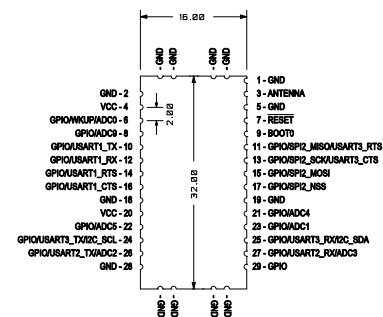 16.00
- GND
- GND
- GND
- GND
GND - 2
VCC - 4
GPIO/WKUP/ADC0 - 6
GPIO/ADC9 - 8
GPIO/USART1_TX - 10
GPIO/USART1_RX - 12
GPIO/USART1_RTS - 14
GPIO/USART1_CTS - 16
GND - 18
VCC - 20
GPIO/ADC5 - 22
GPIO/USART3_TX/I2C_SCL - 24
GPIO/USART2_TX/ADC2 - 26
GND - 28
2.00
32.00
1 - GND
3 - ANTENNA
5 - GND
7 - RESET
9 - BOOT0
11 - GPIO/SPI2_MISO/USART3_RTS
13 - GPIO/SPI2_SCK/USART3_CTS
15 - GPIO/SPI2_MOSI
17 - GPIO/SPI2_NSS
19 - GND
21 - GPIO/ADC4
23 - GPIO/ADC1
25 - GPIO/USART3_RX/I2C_SDA
27 - GPIO/USART2_RX/ADC3
29 - GPIO
GND -
GND -
GND -
GND -